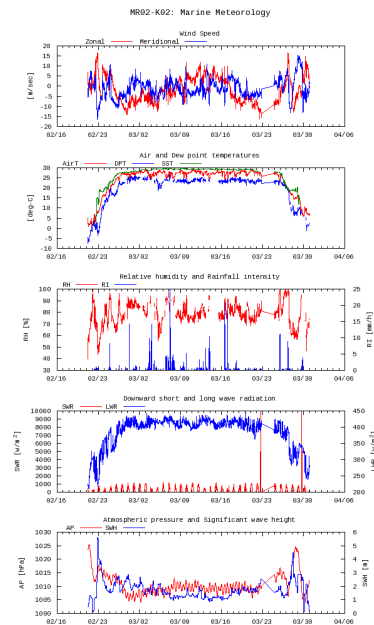 MR02-K02: Marine Meteorology
Wind Speed
Zonal Meridional
20
15
10
5
0
-5
-10
-15
-20
[m/sec]
02/16 02/23 03/02 03/09 03/16 03/23 03/30 04/06
Air and Dew point temperatures
AirT DPT SST
30
25
20
15
10
5
0
-5
-10
[deg-C]
02/16 02/23 03/02 03/09 03/16 03/23 03/30 04/06
Relative humidity and Rainfall intensity
RH RI
100 25
90 20
80
70 15
60 10
50
40 5
30 0
RH [%]
RI [mm/h]
02/16 02/23 03/02 03/09 03/16 03/23 03/30 04/06
Downward short and long wave radiation
SWR LWR
10000 450
9000
8000 400
7000
6000 350
5000
4000 300
3000
2000 250
1000
0 200
SWR [w/m²]
LWR [w/m²]
02/16 02/23 03/02 03/09 03/16 03/23 03/30 04/06
Atmospheric pressure and Significant wave height
AP SWH
1030 6
1025 5
1020 4
1015 3
1010 2
1005 1
1000 0
AP [hPa]
SWH [m]
02/16 02/23 03/02 03/09 03/16 03/23 03/30 04/06